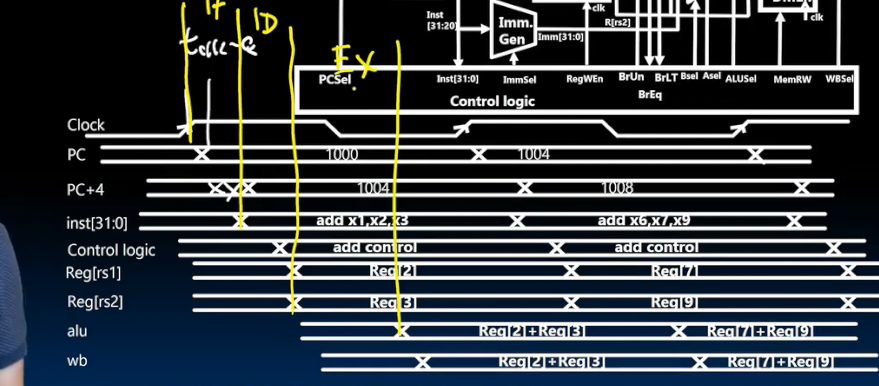 IF
ID
tclk-q
EX
Inst
[31:20]
Imm.
Gen
Imm[31:0]
R[rs2]
clk
clk
PCSel
Inst[31:0]
ImmSel
RegWEn
BrUn
BrLT
Bsel
Asel
ALUSel
MemRW
WBSel
BrEq
Control logic
Clock
PC 1000 1004
PC+4 1004 1008
inst[31:0] add x1,x2,x3 add x6,x7,x9
Control logic add control add control
Reg[rs1] Reg[2] Reg[7]
Reg[rs2] Reg[3] Reg[9]
alu Reg[2]+Reg[3] Reg[7]+Reg[9]
wb Reg[2]+Reg[3] Reg[7]+Reg[9]